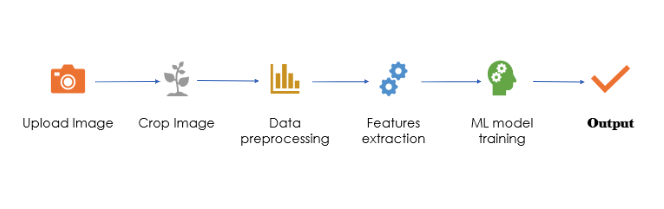 Upload Image
Crop Image
Data
preprocessing
Features
extraction
ML model
training
Output